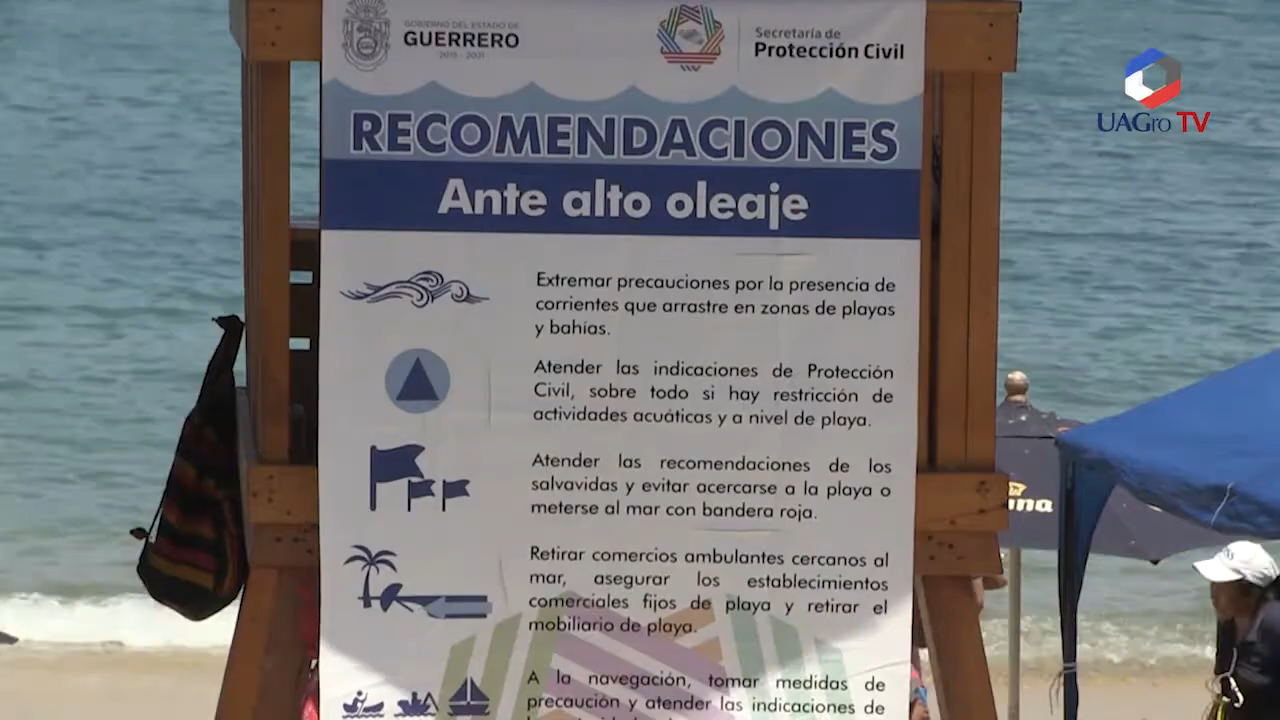 GOBIERNO DEL ESTADO DE
GUERRERO
2015 - 2021
Secretaría de
Protección Civil
UAGro TV
RECOMENDACIONES
Ante alto oleaje
Extremar precauciones por la presencia de
corrientes que arrastre en zonas de playas
y bahías.
Atender las indicaciones de Protección
Civil, sobre todo si hay restricción de
actividades acuáticas y a nivel de playa.
Atender las recomendaciones de los
salvavidas y evitar acercarse a la playa o
meterse al mar con bandera roja.
Retirar comercios ambulantes cercanos al
mar, asegurar los establecimientos
comerciales fijos de playa y retirar el
mobiliario de playa.
A la navegación, tomar medidas de
precaución y atender las indicaciones de